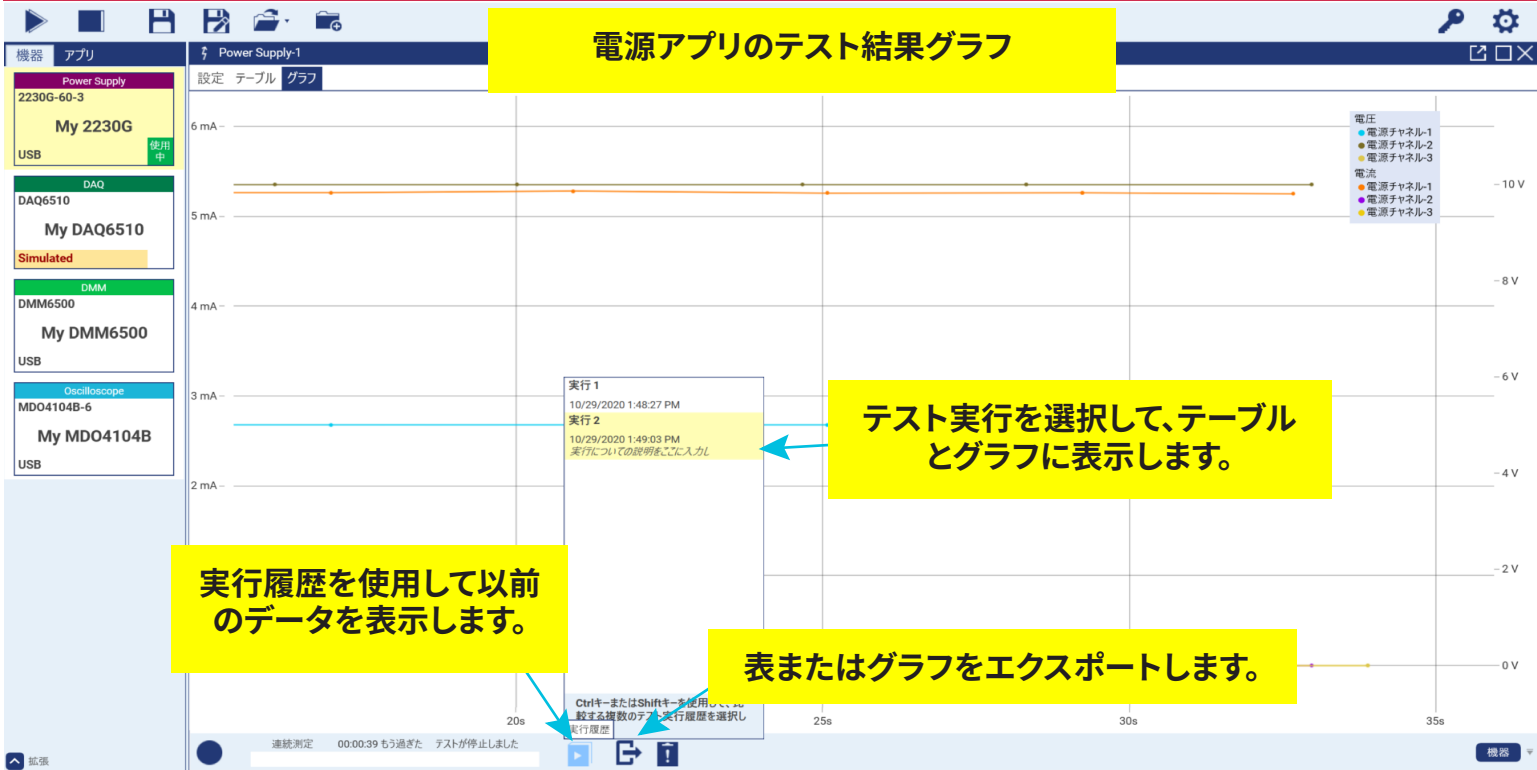 電源アプリのテスト結果グラフ
機器 アプリ
Power Supply-1
設定 テーブル グラフ
Power Supply
2230G-60-3
My 2230G
USB
使用
中
DAQ
DAQ6510
My DAQ6510
Simulated
DMM
DMM6500
My DMM6500
USB
Oscilloscope
MDO4104B-6
My MDO4104B
USB
拡張
6 mA
5 mA
4 mA
3 mA
2 mA
電圧
電源チャネル-1
電源チャネル-2
電源チャネル-3
電流
電源チャネル-1
電源チャネル-2
電源チャネル-3
10 V
8 V
6 V
4 V
2 V
0 V
実行 1
10/29/2020 1:48:27 PM
実行 2
10/29/2020 1:49:03 PM
実行についての説明をここに入力し
テスト実行を選択して、テーブル
とグラフに表示します。
実行履歴を使用して以前
のデータを表示します。
表またはグラフをエクスポートします。
CtrlキーまたはShiftキーを使用して、比
較する複数のテスト実行履歴を選択し
実行履歴
20s
25s
30s
35s
連続測定 00:00:39 もう過ぎた テストが停止しました
機器